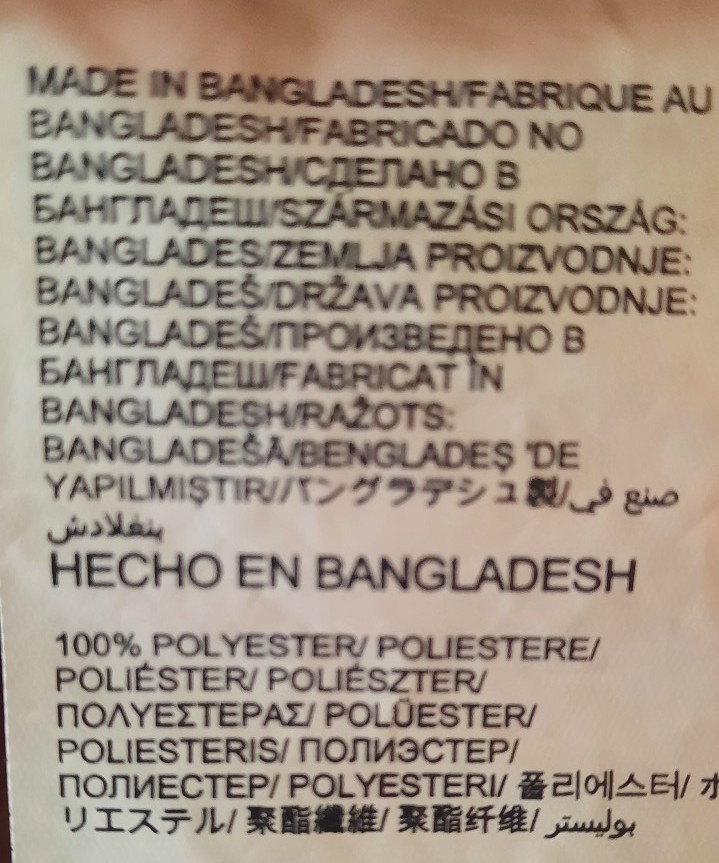 MADE IN BANGLADESH/FABRIQUE AU
BANGLADESH/FABRICADO NO
BANGLADESH/СДЕЛАНО В
БАНГЛАДЕШ/SZÁRMAZÁSI ORSZÁG:
BANGLADES/ZEMLJA PROIZVODNJE:
BANGLADEŠ/DRŽAVA PROIZVODNJE:
BANGLADEŠ/ПРОИЗВЕДЕНО В
БАНГЛАДЕШ/FABRICAT ÎN
BANGLADESH/RAŽOTS:
BANGLADEŠĀ/BENGLADEŞ 'DE
YAPILMIŞTIR//バングラデシュ製/صنع في
بنغلادش
HECHO EN BANGLADESH
100% POLYESTER/ POLIESTERE/
POLIÉSTER/ POLIÉSZTER/
ΠΟΛΥΕΣΤΕΡΑΣ/ POLÜESTER/
POLIESTERIS/ ПОЛИЭСТЕР/
ПОЛИЕСТЕР/ POLYESTERI/ 폴리에스터/ ポ
リエステル/ 聚酯纖維/ 聚酯纤维/ بوليستر